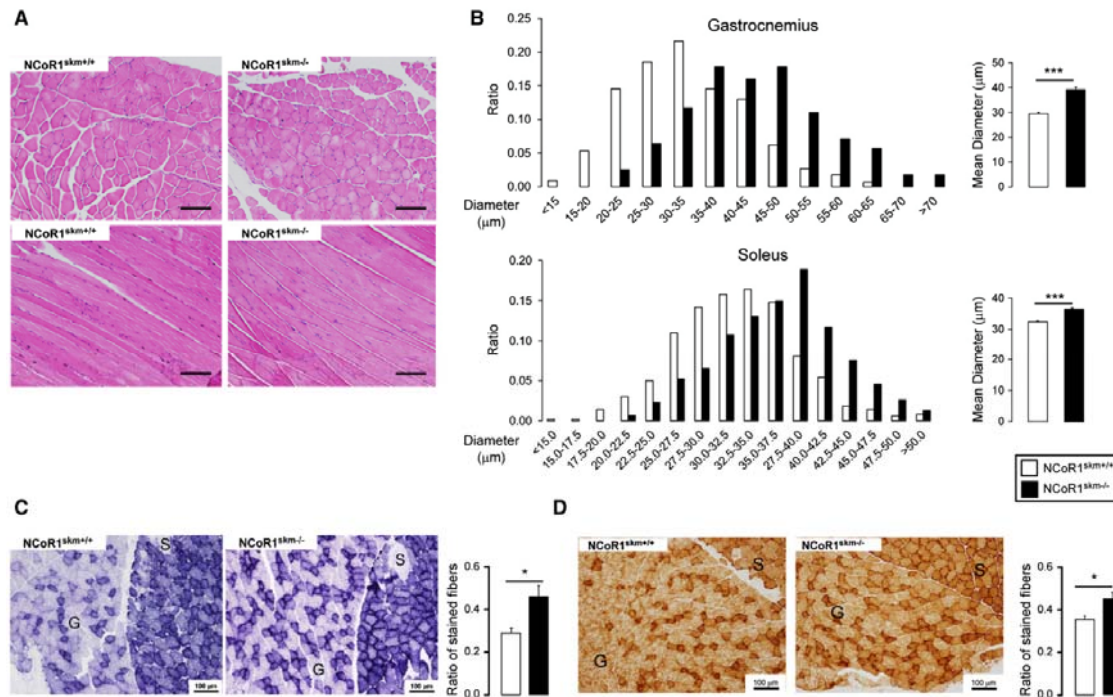 A
NCoR1skm+/+
NCoR1skm-/-
NCoR1skm+/+
NCoR1skm-/-
B
Gastrocnemius
0.25
0.20
0.15
0.10
0.05
0.00
Ratio
Diameter
(μm)
<15
15-20
20-25
25-30
30-35
35-40
40-45
45-50
50-55
55-60
60-65
65-70
>70
***
50
40
30
20
10
0
Mean Diameter (μm)
Soleus
0.20
0.15
0.10
0.05
0.00
Ratio
Diameter
(μm)
<15.0
15.0-17.5
17.5-20.0
20.0-22.5
22.5-25.0
25.0-27.5
27.5-30.0
30.0-32.5
32.5-35.0
35.0-37.5
27.5-40.0
40.0-42.5
42.5-45.0
45.0-47.5
47.5-50.0
>50.0
***
40
30
20
10
0
Mean Diameter (μm)
NCoR1skm+/+
NCoR1skm-/-
C
NCoR1skm+/+
S
G
100 μm
NCoR1skm-/-
S
G
100 μm
*
0.6
0.4
0.2
0.0
Ratio of stained fibers
D
NCoR1skm+/+
S
G
100 μm
NCoR1skm-/-
S
G
100 μm
*
0.6
0.4
0.2
0.0
Ratio of stained fibers